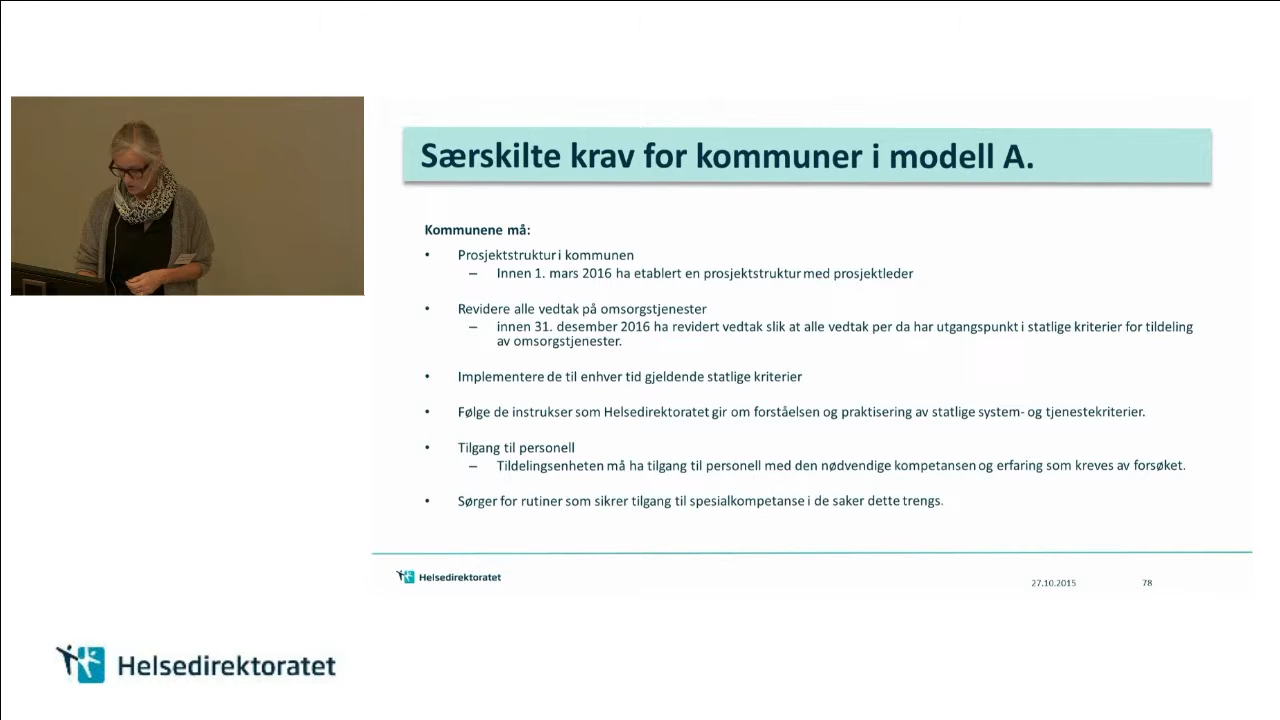 Særskilte krav for kommuner i modell A.
Kommunene må:
• Prosjektstruktur i kommunen
– Innen 1. mars 2016 ha etablert en prosjektstruktur med prosjektleder
• Revidere alle vedtak på omsorgstjenester
– innen 31. desember 2016 ha revidert vedtak slik at alle vedtak per da har utgangspunkt i statlige kriterier for tildeling
av omsorgstjenester.
• Implementere de til enhver tid gjeldende statlige kriterier
• Følge de instrukser som Helsedirektoratet gir om forståelsen og praktisering av statlige system- og tjenestekriterier.
• Tilgang til personell
– Tildelingsenheten må ha tilgang til personell med den nødvendige kompetansen og erfaring som kreves av forsøket.
• Sørger for rutiner som sikrer tilgang til spesialkompetanse i de saker dette trengs.
Helsedirektoratet
27.10.2015
78
Helsedirektoratet